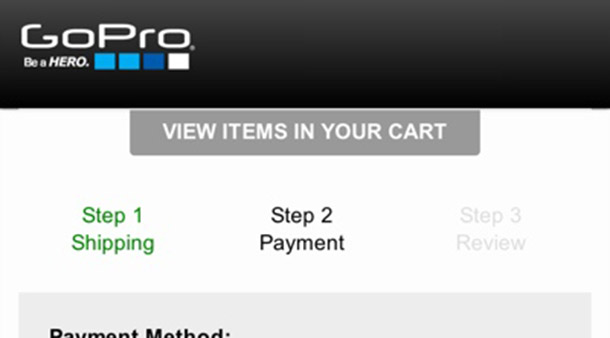 GoPro
Be a HERO.
VIEW ITEMS IN YOUR CART
Step 1
Shipping
Step 2
Payment
Step 3
Review
Payment Method: